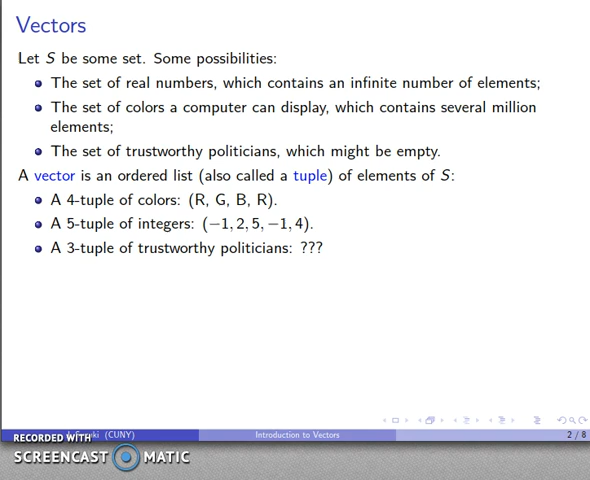 Vectors
Let S be some set. Some possibilities:
The set of real numbers, which contains an infinite number of elements;
The set of colors a computer can display, which contains several million
elements;
The set of trustworthy politicians, which might be empty.
A vector is an ordered list (also called a tuple) of elements of S:
A 4-tuple of colors: (R, G, B, R).
A 5-tuple of integers: (−1, 2, 5, −1, 4).
A 3-tuple of trustworthy politicians: ???
(CUNY) Introduction to Vectors 2 / 8
RECORDED WITH
SCREENCAST MATIC